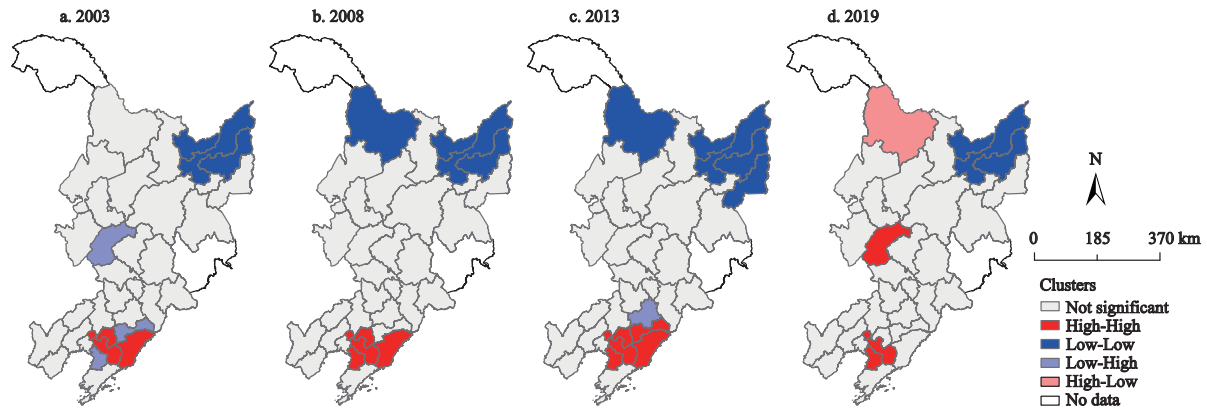 a. 2003
b. 2008
c. 2013
d. 2019
N
0 185 370 km
Clusters
Not significant
High-High
Low-Low
Low-High
High-Low
No data